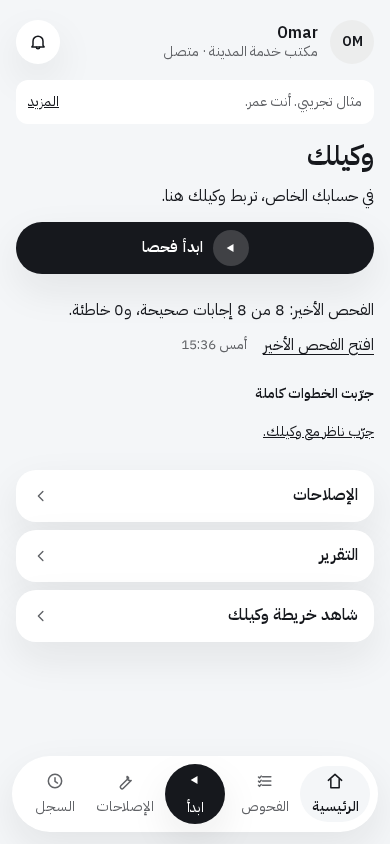 OM
Omar
مكتب خدمة المدينة · متصل
مثال تجريبي. أنت عمر.
المزيد
وكيلك
في حسابك الخاص، تربط وكيلك هنا.
ابدأ فحصا
الفحص الأخير: 8 من 8 إجابات صحيحة، و0 خاطئة.
افتح الفحص الأخير
أمس 15:36
جرّبت الخطوات كاملة
جرّب ناظر مع وكيلك.
الإصلاحات
التقرير
شاهد خريطة وكيلك
الرئيسية
الفحوص
ابدأ
الإصلاحات
السجل